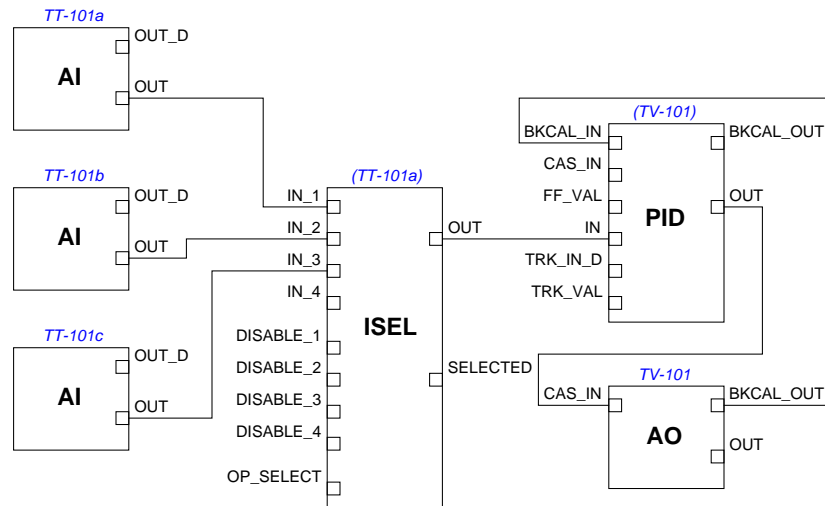 TT-101a
AI
OUT_D
OUT
TT-101b
AI
OUT_D
OUT
TT-101c
AI
OUT_D
OUT
(TT-101a)
ISEL
IN_1
IN_2
IN_3
IN_4
DISABLE_1
DISABLE_2
DISABLE_3
DISABLE_4
OP_SELECT
OUT
SELECTED
(TV-101)
PID
BKCAL_IN
CAS_IN
FF_VAL
IN
TRK_IN_D
TRK_VAL
BKCAL_OUT
OUT
TV-101
AO
CAS_IN
BKCAL_OUT
OUT